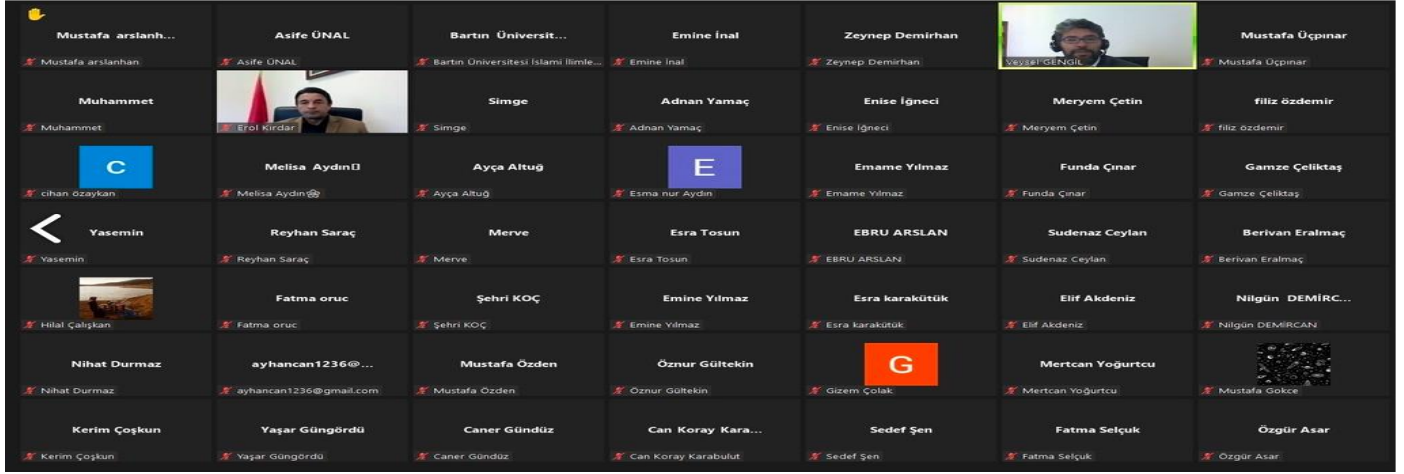 Mustafa arslanh... Asife ÜNAL Bartın Üniversit... Emine İnal Zeynep Demirhan Mustafa Üçpınar
Mustafa arslanhan Asife ÜNAL Bartın Üniversitesi İslami İlimle... Emine İnal Zeynep Demirhan Veysel GENGİL Mustafa Üçpınar
Muhammet Simge Adnan Yamaç Enise İğneci Meryem Çetin filiz özdemir
Muhammet Erol Kirdar Simge Adnan Yamaç Enise İğneci Meryem Çetin filiz özdemir
C Melisa Aydın Ayça Altuğ E Emame Yılmaz Funda Çınar Gamze Çeliktaş
cihan özaykan Melisa Aydın Ayça Altuğ Esma nur Aydın Emame Yılmaz Funda Çınar Gamze Çeliktaş
Yasemin Reyhan Saraç Merve Esra Tosun EBRU ARSLAN Sudenaz Ceylan Berivan Eralmaç
Yasemin Reyhan Saraç Merve Esra Tosun EBRU ARSLAN Sudenaz Ceylan Berivan Eralmaç
Fatma oruc Şehri KOÇ Emine Yılmaz Esra karakütük Elif Akdeniz Nilgün DEMİRC...
Hilal Çalışkan Fatma oruc Şehri KOÇ Emine Yılmaz Esra karakütük Elif Akdeniz Nilgün DEMİRCAN
Nihat Durmaz ayhancan1236@... Mustafa Özden Öznur Gültekin G Mertcan Yoğurtcu
Nihat Durmaz ayhancan1236@gmail.com Mustafa Özden Öznur Gültekin Gizem Çolak Mertcan Yoğurtcu Mustafa Gokce
Kerim Çoşkun Yaşar Güngördü Caner Gündüz Can Koray Kara... Sedef Şen Fatma Selçuk Özgür Asar
Kerim Çoşkun Yaşar Güngördü Caner Gündüz Can Koray Karabulut Sedef Şen Fatma Selçuk Özgür Asar